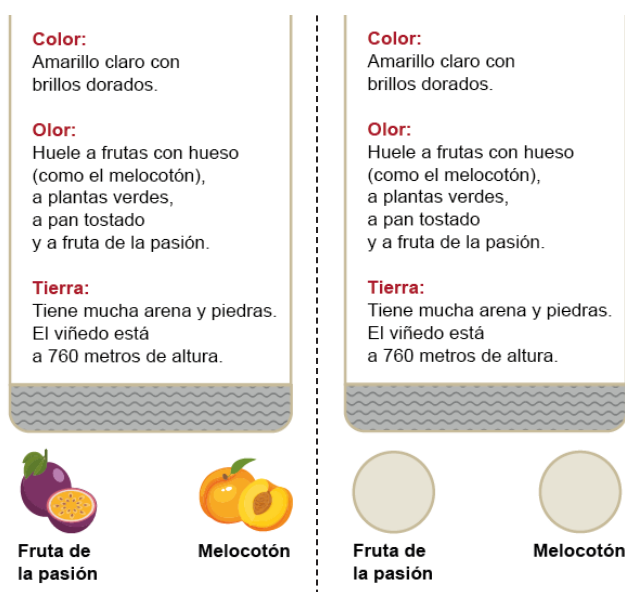 Color:
Amarillo claro con
brillos dorados.
Olor:
Huele a frutas con hueso
(como el melocotón),
a plantas verdes,
a pan tostado
y a fruta de la pasión.
Tierra:
Tiene mucha arena y piedras.
El viñedo está
a 760 metros de altura.
Fruta de
la pasión
Melocotón
Color:
Amarillo claro con
brillos dorados.
Olor:
Huele a frutas con hueso
(como el melocotón),
a plantas verdes,
a pan tostado
y a fruta de la pasión.
Tierra:
Tiene mucha arena y piedras.
El viñedo está
a 760 metros de altura.
Fruta de
la pasión
Melocotón